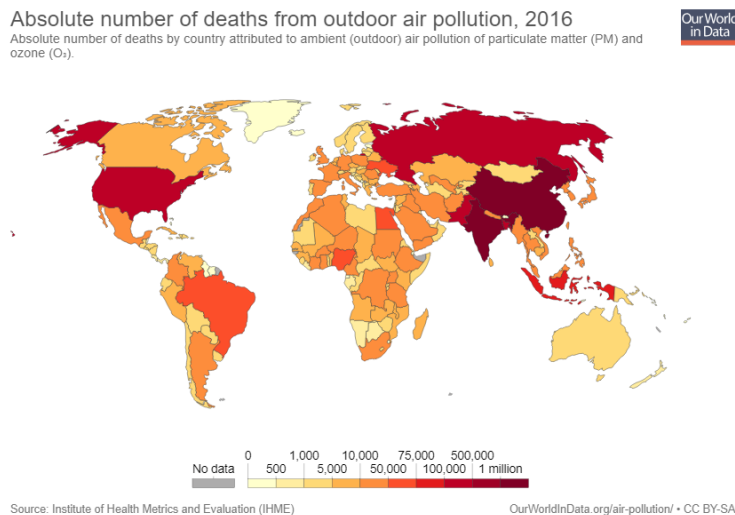 Absolute number of deaths from outdoor air pollution, 2016
Absolute number of deaths by country attributed to ambient (outdoor) air pollution of particulate matter (PM) and
ozone (O₃).
Our World
in Data
0 1,000 10,000 75,000 500,000
No data 500 5,000 50,000 100,000 1 million
Source: Institute of Health Metrics and Evaluation (IHME)
OurWorldInData.org/air-pollution/ • CC BY-SA